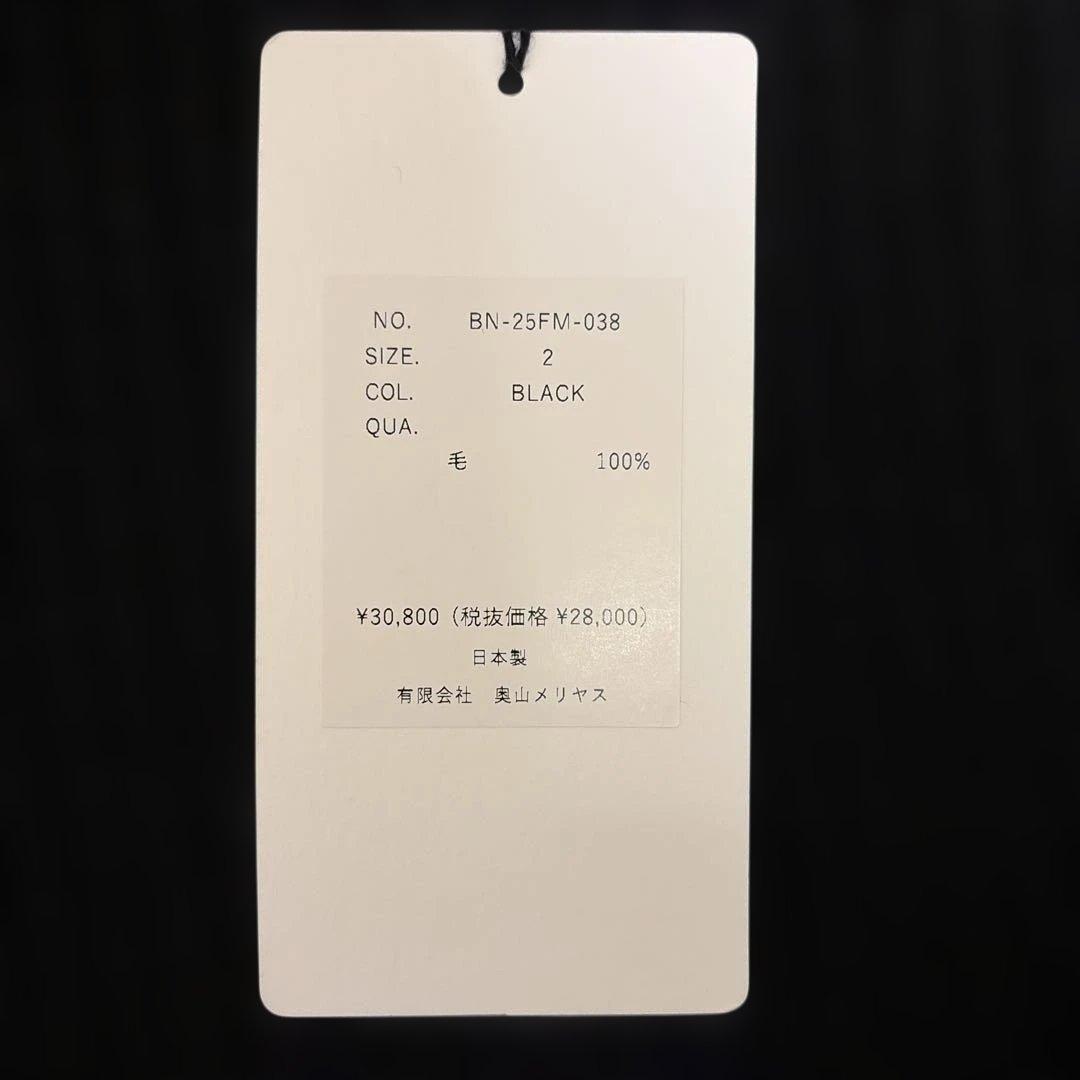 NO. BN-25FM-038
SIZE. 2
COL. BLACK
QUA.
毛 100%
¥30,800（税抜価格 ¥28,000）
日本製
有限会社 奥山メリヤス